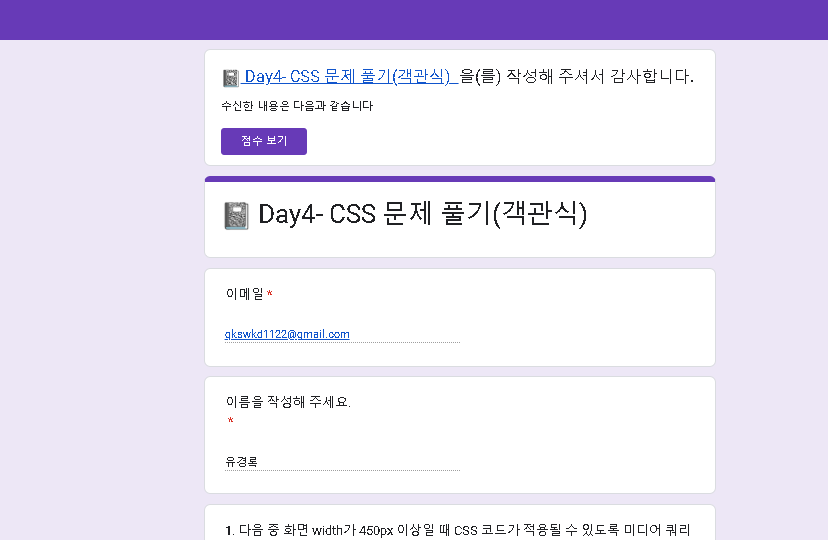 Day4- CSS 문제 풀기(객관식) 을(를) 작성해 주셔서 감사합니다.
수신한 내용은 다음과 같습니다
점수 보기
Day4- CSS 문제 풀기(객관식)
이메일 *
gkswkd1122@gmail.com
이름을 작성해 주세요.
*
유경록
1. 다음 중 화면 width가 450px 이상일 때 CSS 코드가 적용될 수 있도록 미디어 쿼리